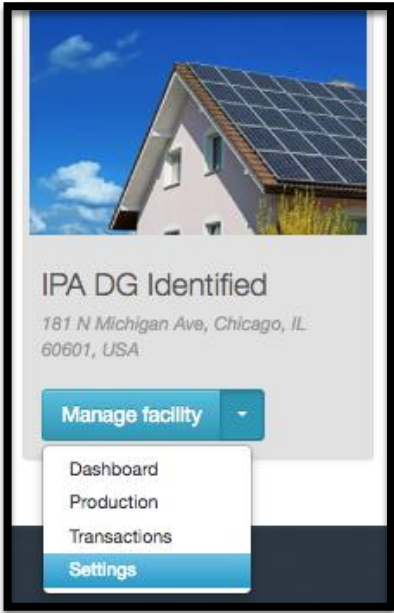 IPA DG Identified
181 N Michigan Ave, Chicago, IL
60601, USA
Manage facility
Dashboard
Production
Transactions
Settings